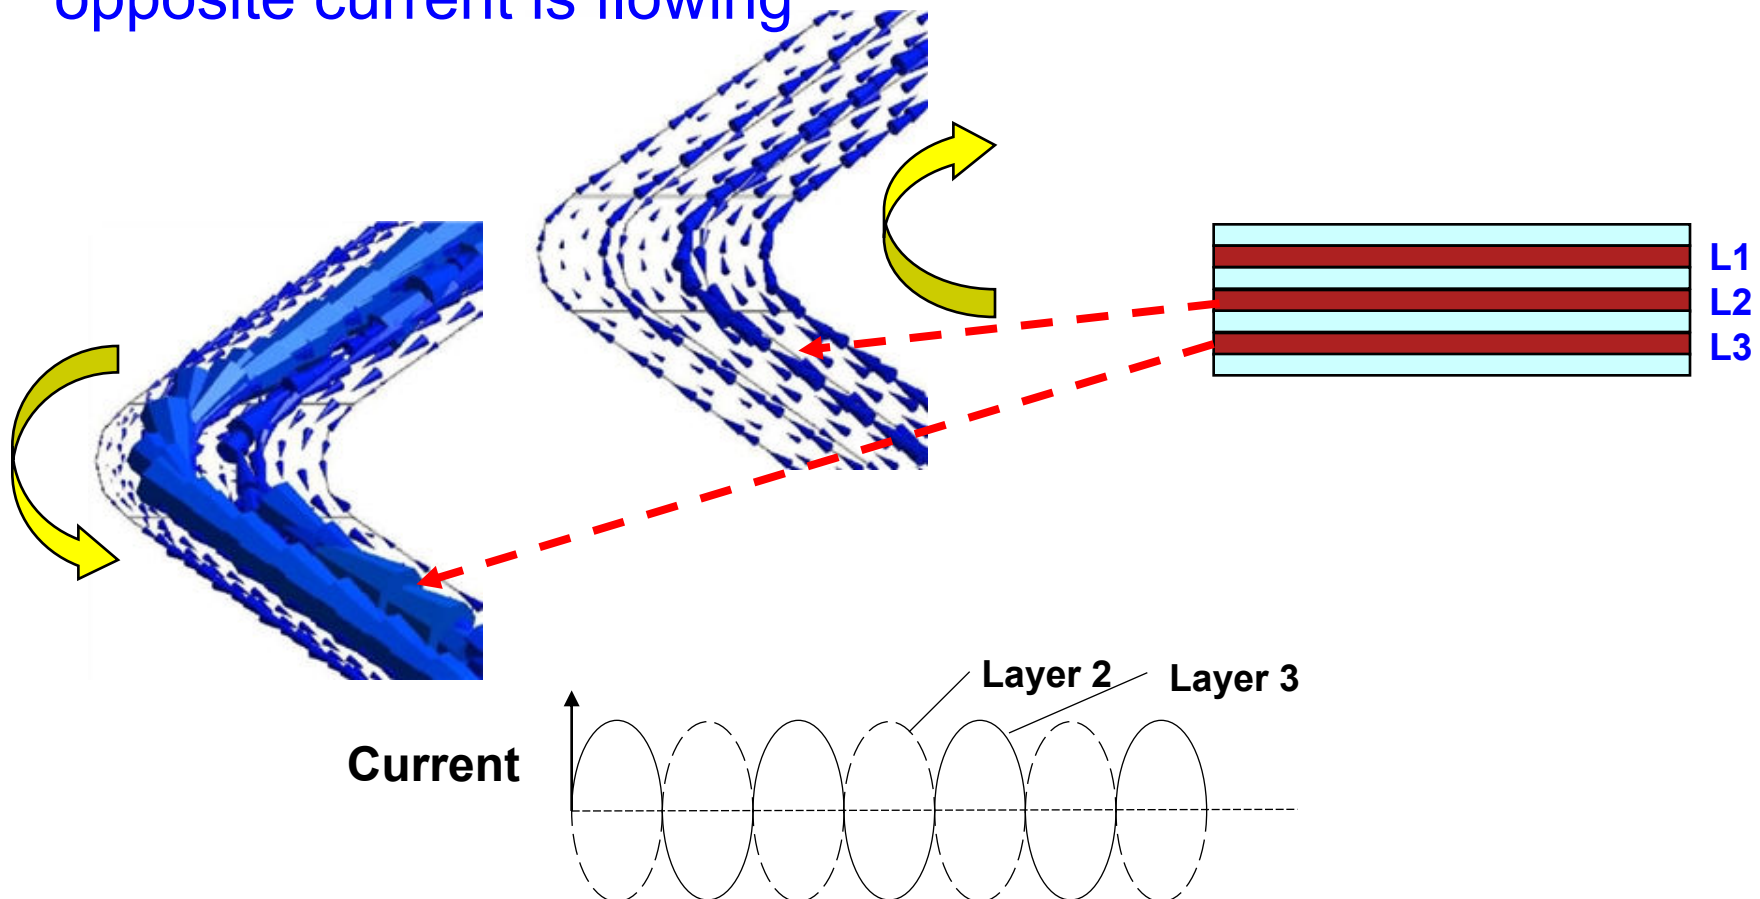 opposite current is flowing
L1
L2
L3
Layer 2
Layer 3
Current